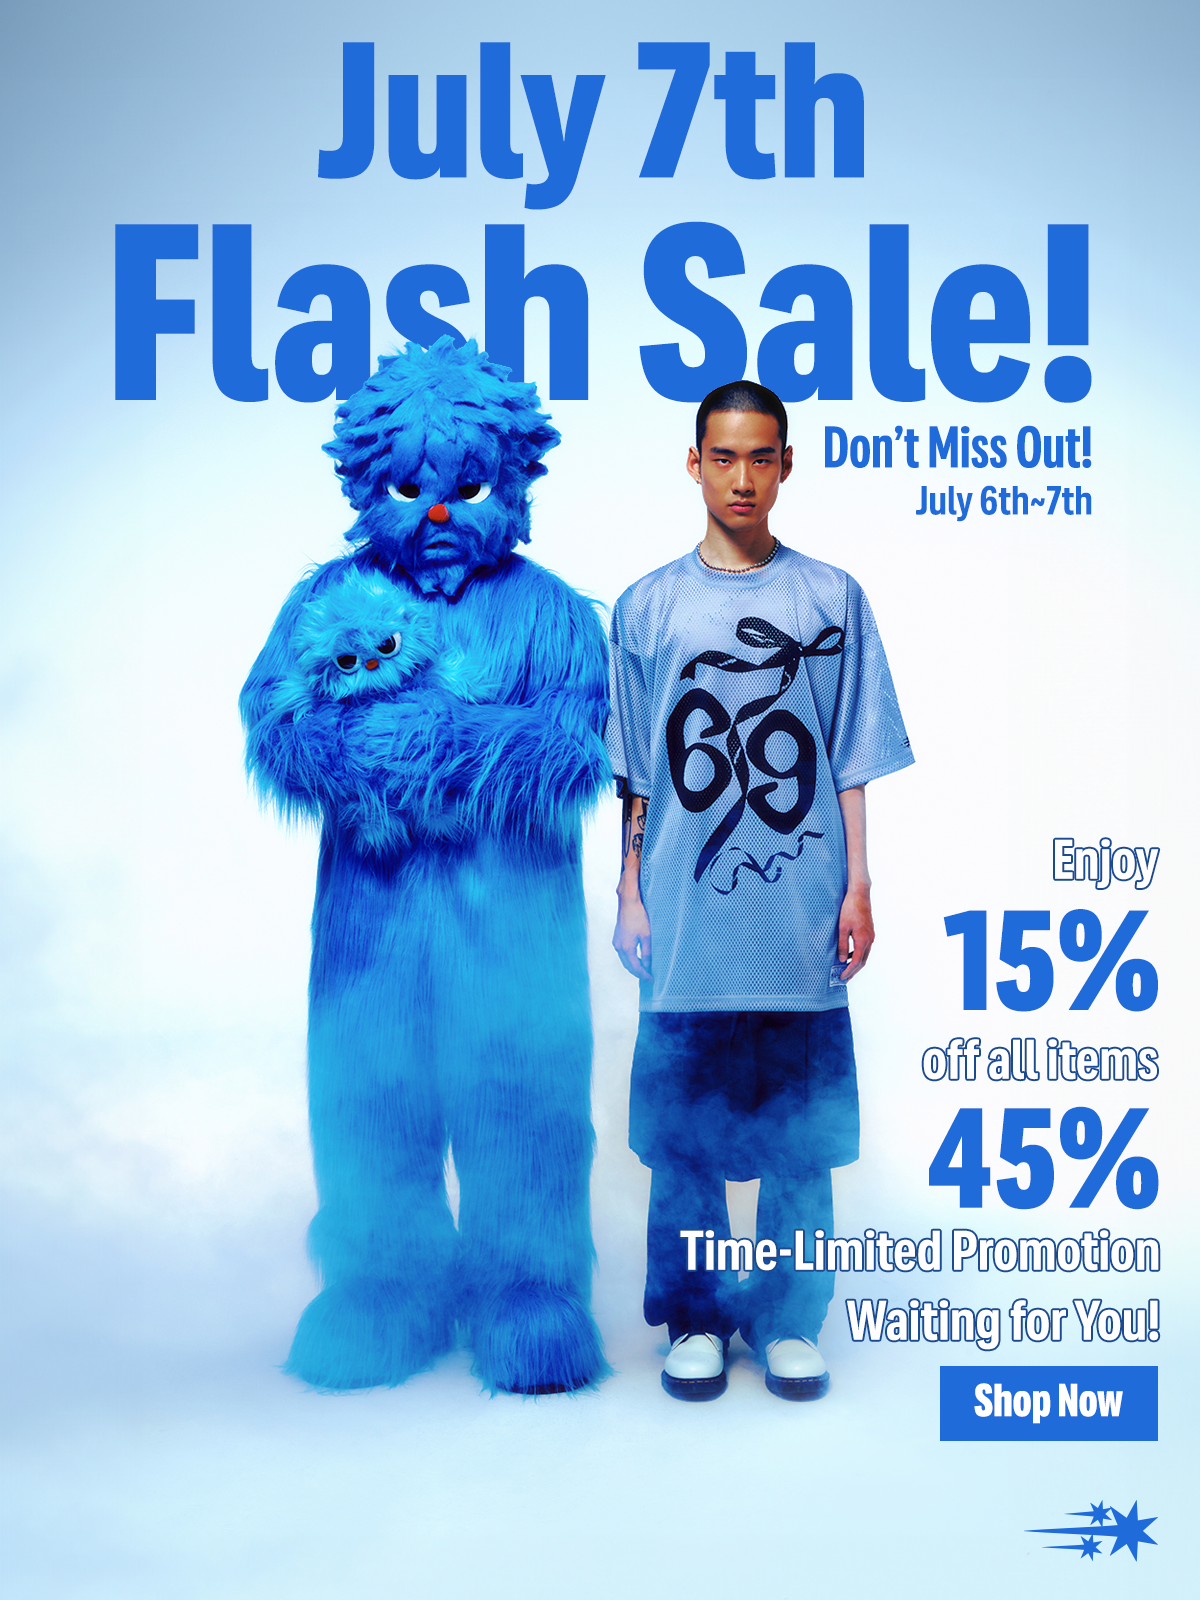 July 7th
Flash Sale!
Don't Miss Out!
July 6th~7th
69
Enjoy
15%
off all items
45%
Time-Limited Promotion
Waiting for You!
Shop Now